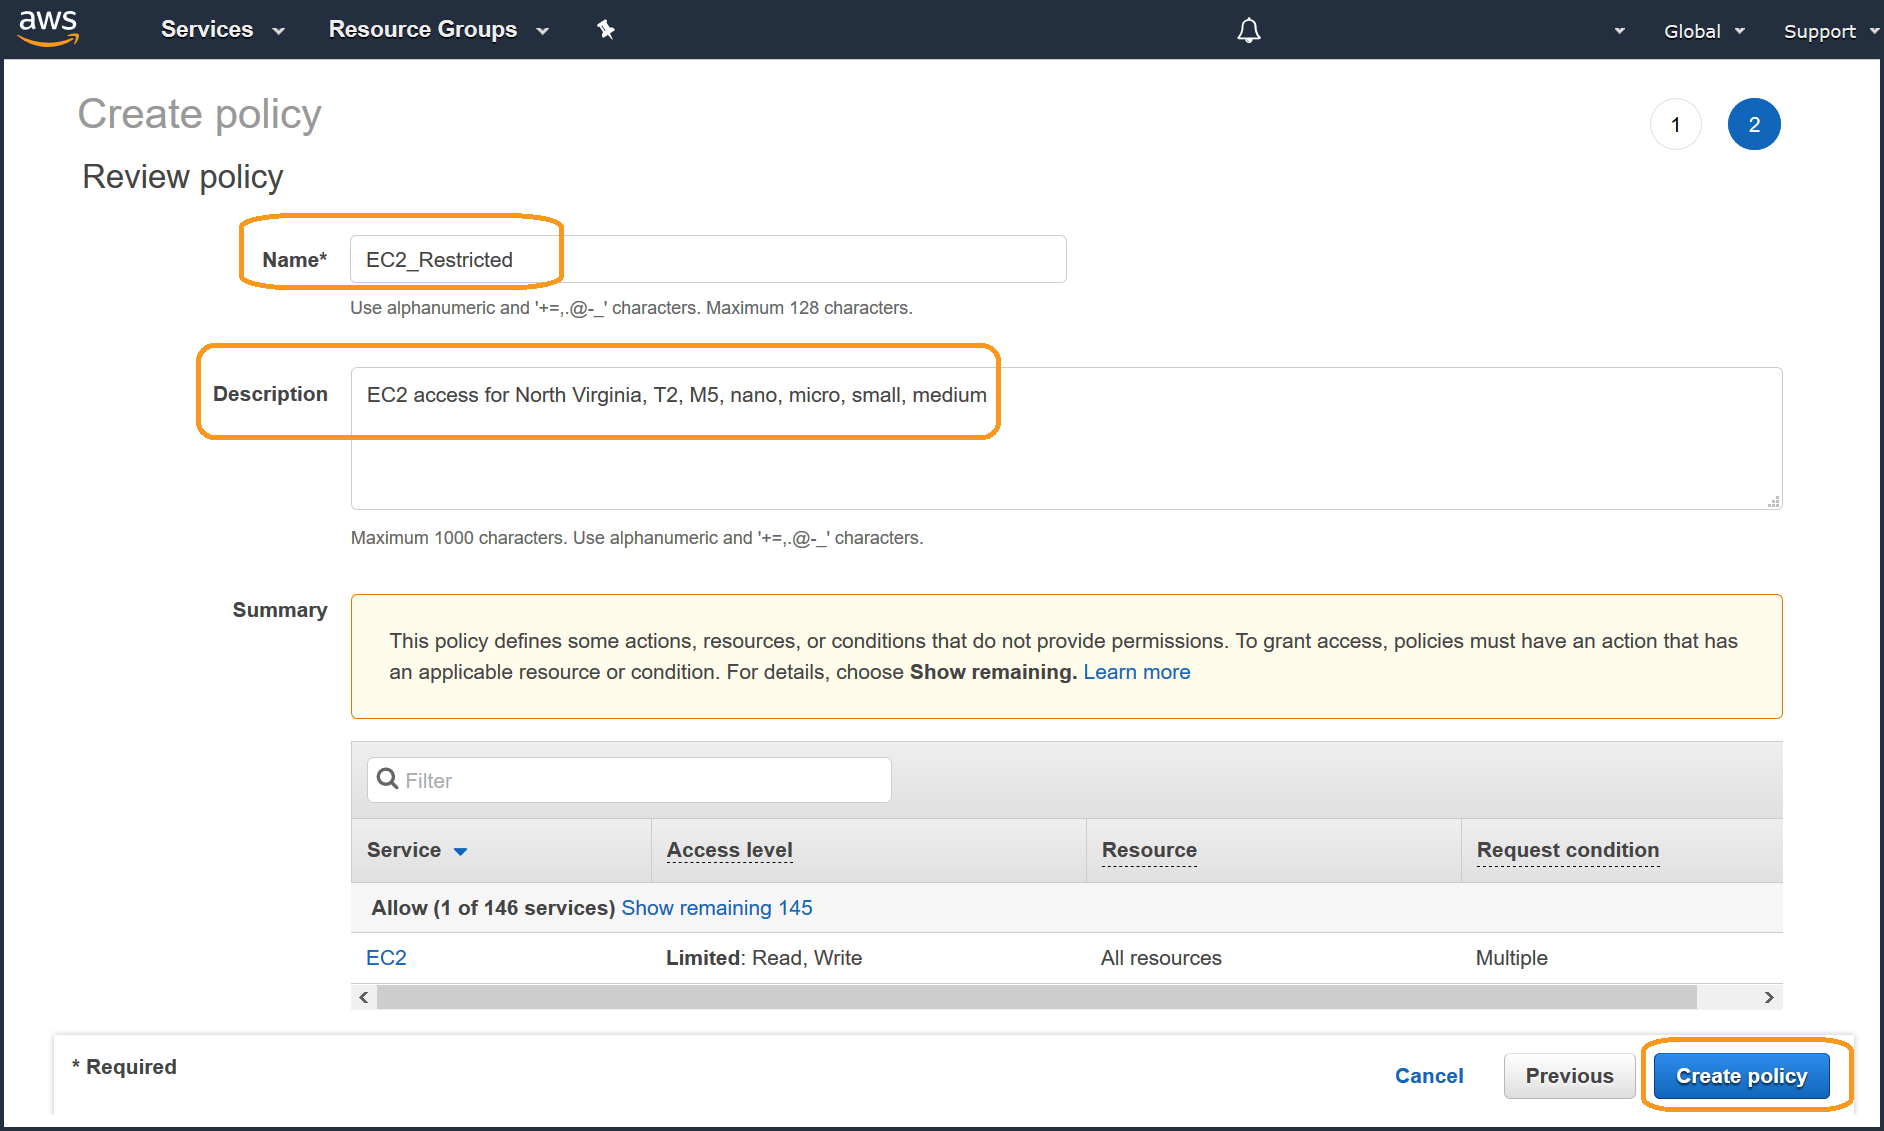 aws Services Resource Groups Global Support
Create policy
1 2
Review policy
Name* EC2_Restricted
Use alphanumeric and '+=,.@-_' characters. Maximum 128 characters.
Description EC2 access for North Virginia, T2, M5, nano, micro, small, medium
Maximum 1000 characters. Use alphanumeric and '+=,.@-_' characters.
Summary
This policy defines some actions, resources, or conditions that do not provide permissions. To grant access, policies must have an action that has
an applicable resource or condition. For details, choose Show remaining. Learn more
Filter
Service Access level Resource Request condition
Allow (1 of 146 services) Show remaining 145
EC2 Limited: Read, Write All resources Multiple
* Required
Cancel Previous Create policy